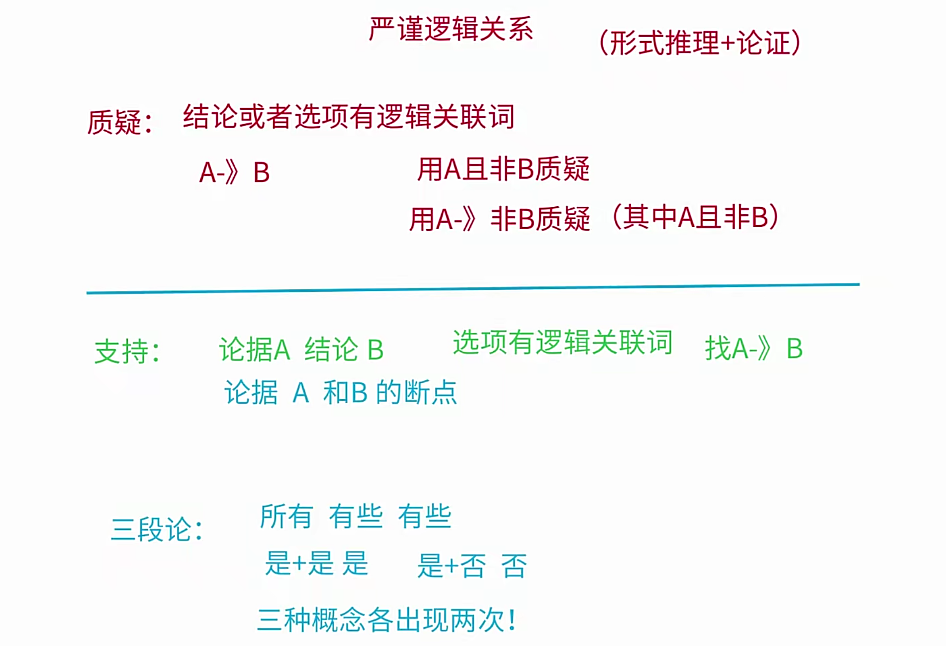 严谨逻辑关系 （形式推理+论证）
质疑： 结论或者选项有逻辑关联词
A-》B 用A且非B质疑
用A-》非B质疑（其中A且非B）
支持： 论据A 结论 B 选项有逻辑关联词 找A-》B
论据 A 和B 的断点
三段论： 所有 有些 有些
是+是 是 是+否 否
三种概念各出现两次！